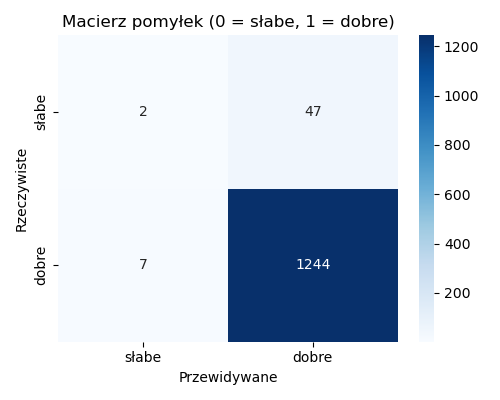 Macierz pomyłek (0 = słabe, 1 = dobre)
Rzeczywiste
słabe
2
47
dobre
7
1244
słabe
dobre
Przewidywane
1200
1000
800
600
400
200